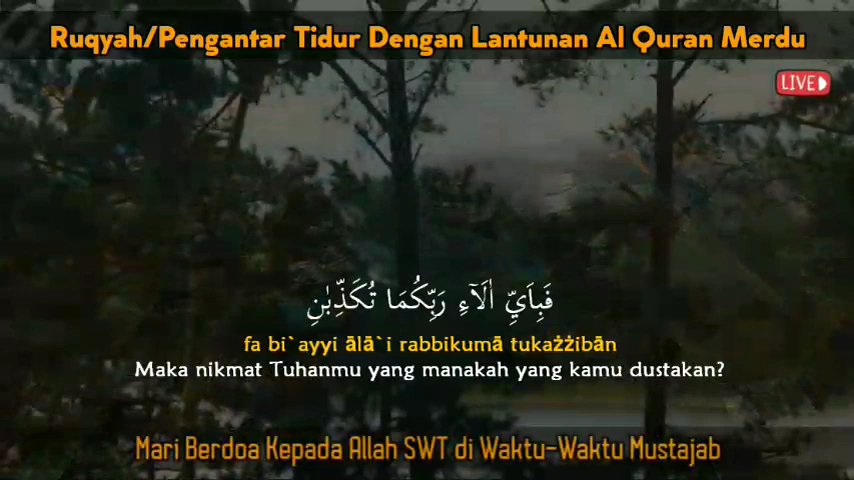 Ruqyah/Pengantar Tidur Dengan Lantunan Al Quran Merdu
LIVE
فَبِاَيِّ اٰلَاۤءِ رَبِّكُمَا تُكَذِّبٰنِ
fa bi`ayyi ālā`i rabbikumā tukażżibān
Maka nikmat Tuhanmu yang manakah yang kamu dustakan?
Mari Berdoa Kepada Allah SWT di Waktu-Waktu Mustajab